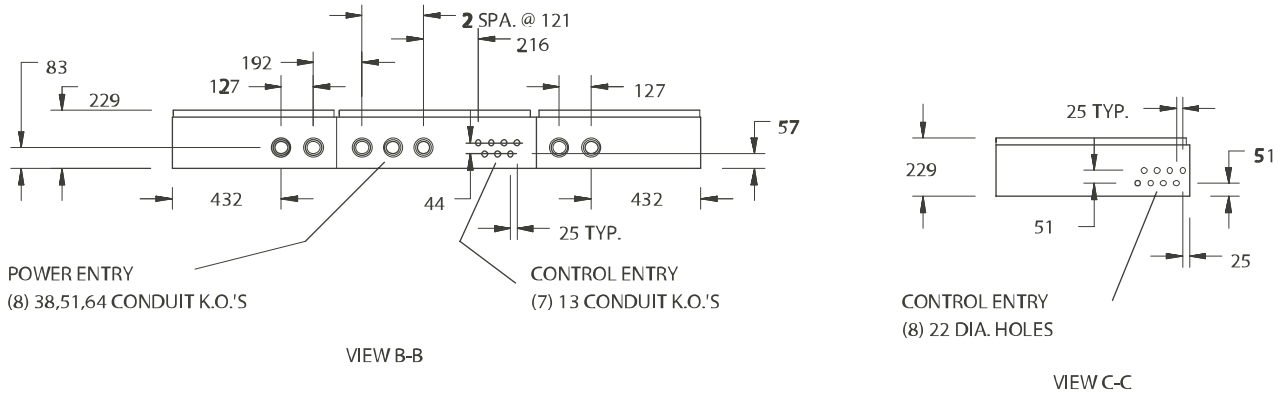 2 SPA. @ 121
216
192
83
127
127
229
57
432
44
432
25 TYP.
POWER ENTRY
(8) 38,51,64 CONDUIT K.O.'S
CONTROL ENTRY
(7) 13 CONDUIT K.O.'S
VIEW B-B
25 TYP.
51
229
51
25
CONTROL ENTRY
(8) 22 DIA. HOLES
VIEW C-C